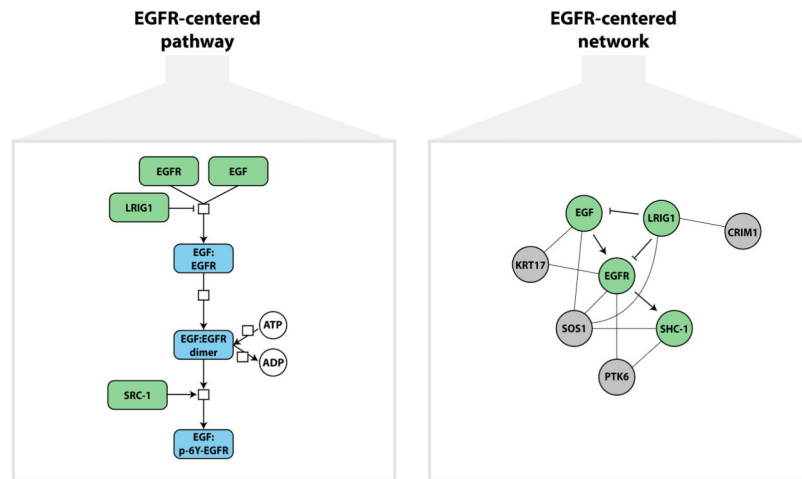 EGFR-centered
pathway
EGFR
EGF
LRIG1
EGF:
EGFR
EGF:EGFR
dimer
ATP
ADP
SRC-1
EGF:
p-6Y-EGFR
EGFR-centered
network
EGF
LRIG1
CRIM1
KRT17
EGFR
SOS1
SHC-1
PTK6